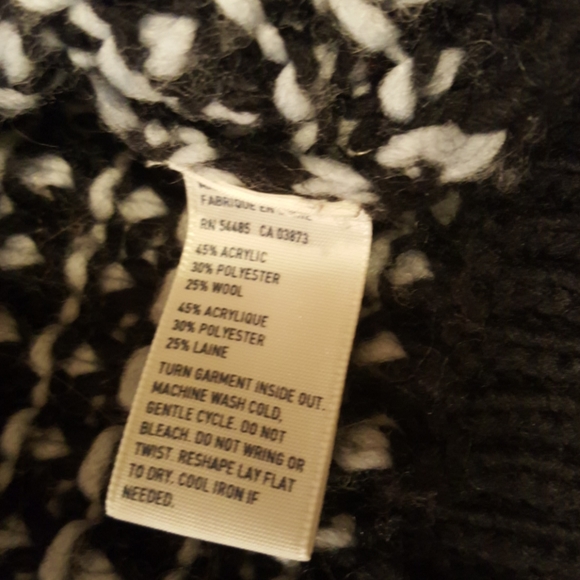 FABRIQUÉ EN
RN 54485 CA 03873
45% ACRYLIC
30% POLYESTER
25% WOOL
45% ACRYLIQUE
30% POLYESTER
25% LAINE
TURN GARMENT INSIDE OUT.
MACHINE WASH COLD,
GENTLE CYCLE. DO NOT
BLEACH. DO NOT WRING OR
TWIST. RESHAPE LAY FLAT
TO DRY. COOL IRON IF
NEEDED.